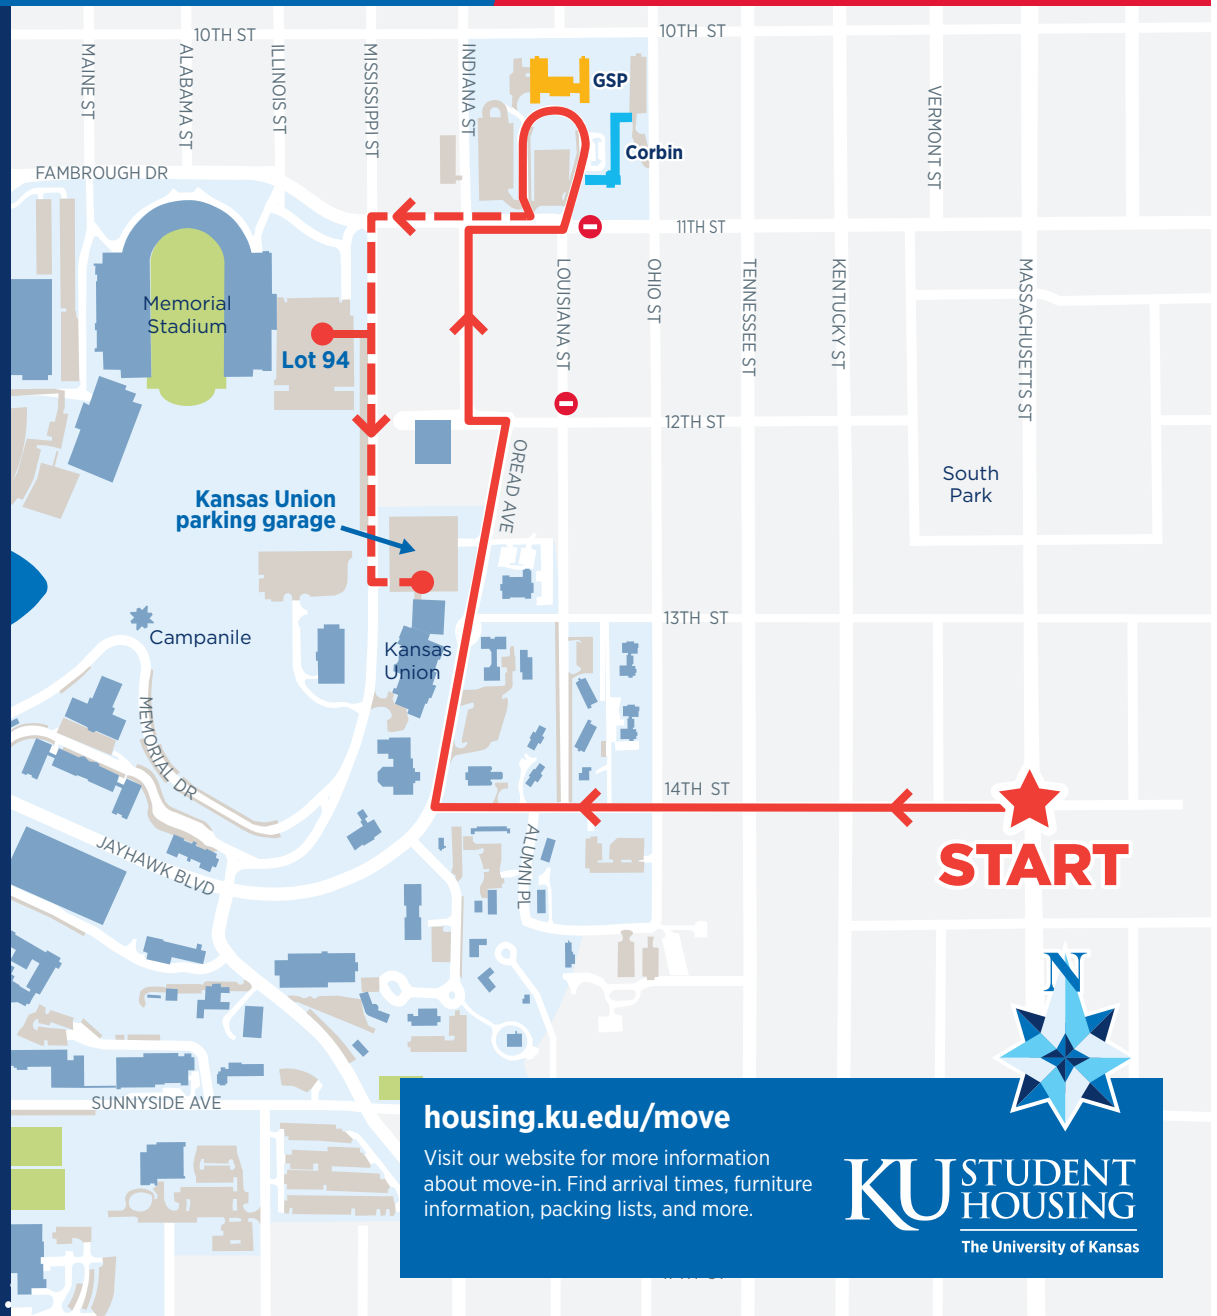 10TH ST
10TH ST
MAINE ST
ALABAMA ST
ILLINOIS ST
MISSISSIPPI ST
INDIANA ST
GSP
VERMONT ST
Corbin
FAMBROUGH DR
11TH ST
LOUISIANA ST
OHIO ST
TENNESSEE ST
KENTUCKY ST
MASSACHUSETTS ST
Memorial
Stadium
Lot 94
12TH ST
OREAD AVE
South
Park
Kansas Union
parking garage
13TH ST
Campanile
Kansas
Union
MEMORIAL DR
14TH ST
START
JAYHAWK BLVD
ALUMNI PL
N
SUNNYSIDE AVE
housing.ku.edu/move
Visit our website for more information
about move-in. Find arrival times, furniture
information, packing lists, and more.
KU STUDENT
HOUSING
The University of Kansas